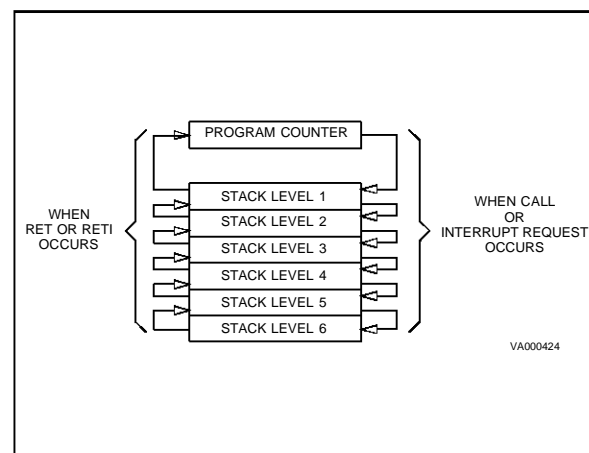 PROGRAM COUNTER
STACK LEVEL 1
STACK LEVEL 2
STACK LEVEL 3
STACK LEVEL 4
STACK LEVEL 5
STACK LEVEL 6
WHEN
RET OR RETI
OCCURS
WHEN CALL
OR
INTERRUPT REQUEST
OCCURS
VA000424